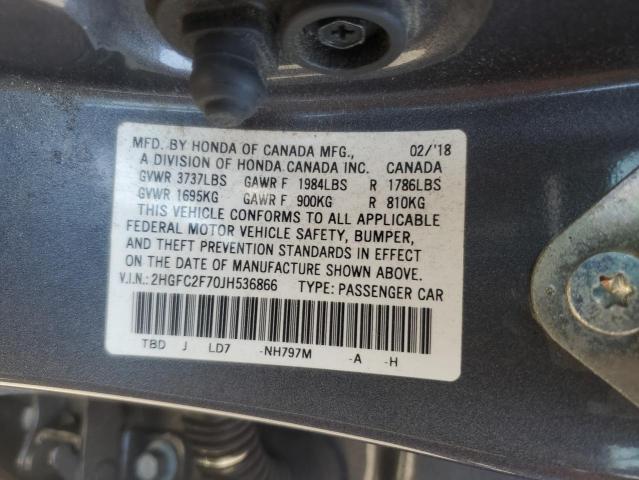 MFD. BY HONDA OF CANADA MFG., 02/'18
A DIVISION OF HONDA CANADA INC. CANADA
GVWR 3737LBS GAWR F 1984LBS R 1786LBS
GVWR 1695KG GAWR F 900KG R 810KG
THIS VEHICLE CONFORMS TO ALL APPLICABLE
FEDERAL MOTOR VEHICLE SAFETY, BUMPER,
AND THEFT PREVENTION STANDARDS IN EFFECT
ON THE DATE OF MANUFACTURE SHOWN ABOVE.
V.I.N.: 2HGFC2F70JH536866 TYPE: PASSENGER CAR
TBD J LD7 -NH797M -A -H